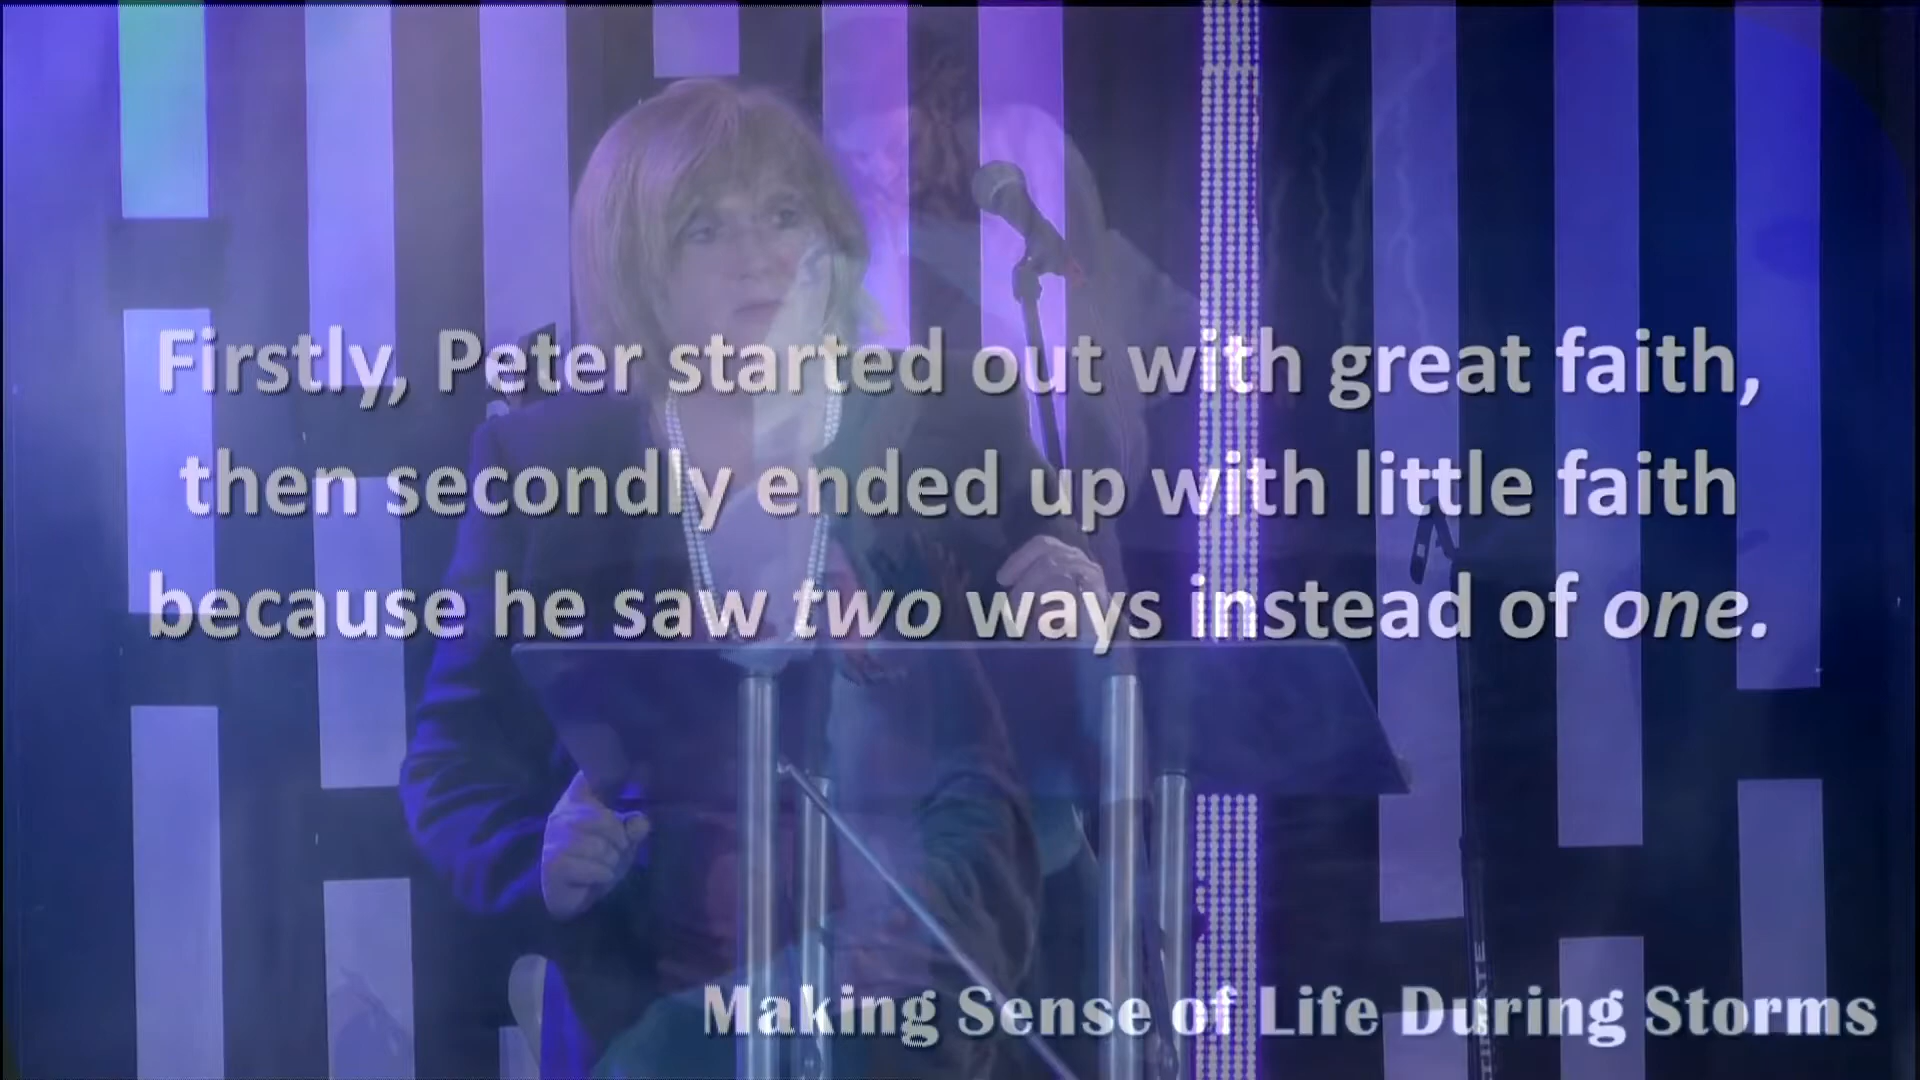 Firstly, Peter started out with great faith,
then secondly ended up with little faith
because he saw two ways instead of one.
Making Sense of Life During Storms